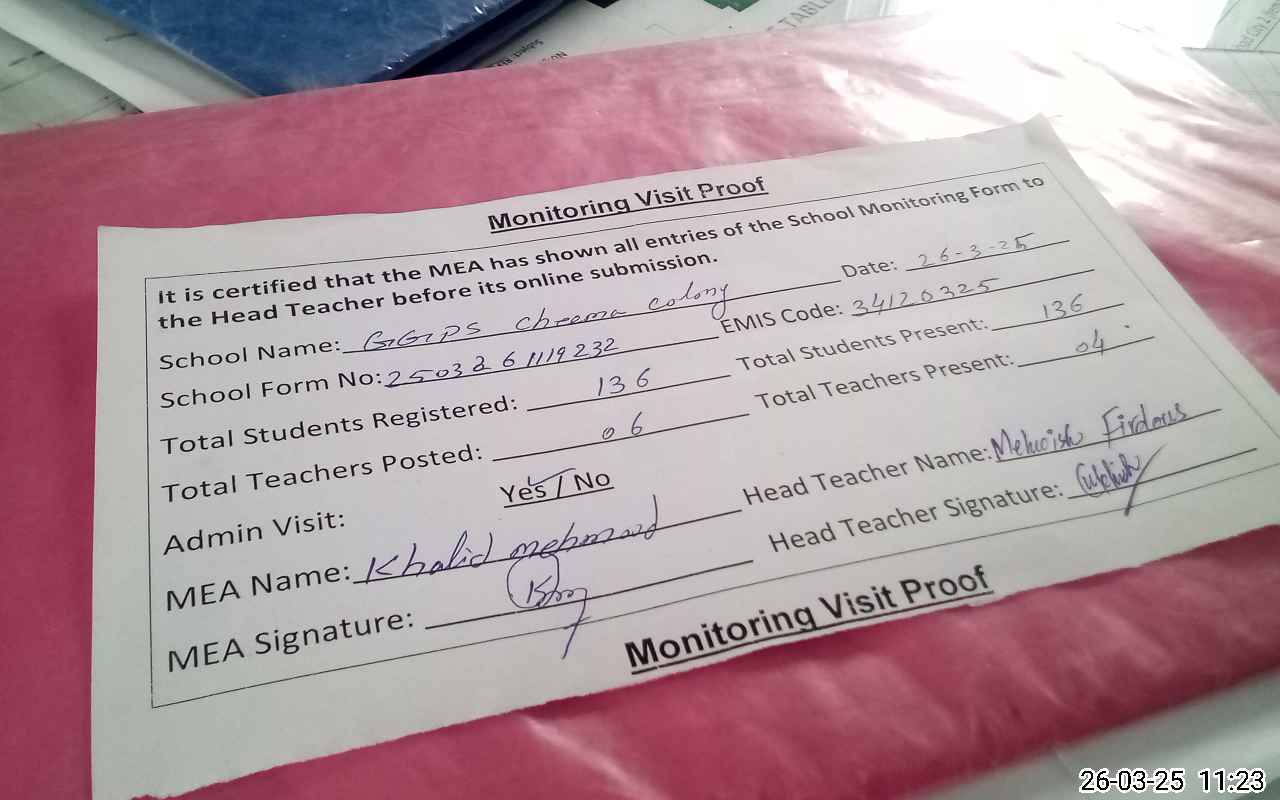 TABLE
Subject: RE
Monitoring Visit Proof
It is certified that the MEA has shown all entries of the School Monitoring Form to
the Head Teacher before its online submission.
Date: 26-3-25
School Name: GGPS Cheema colony
EMIS Code: 34120325
School Form No: 2503261119232
Total Students Present: 136
Total Students Registered: 136
Total Teachers Present: 04
Total Teachers Posted: 06
Head Teacher Name: Mehwish Firdous
Admin Visit: Yes / No
Head Teacher Signature:
MEA Name: Khalid mehmood
MEA Signature:
Monitoring Visit Proof
26-03-25 11:23